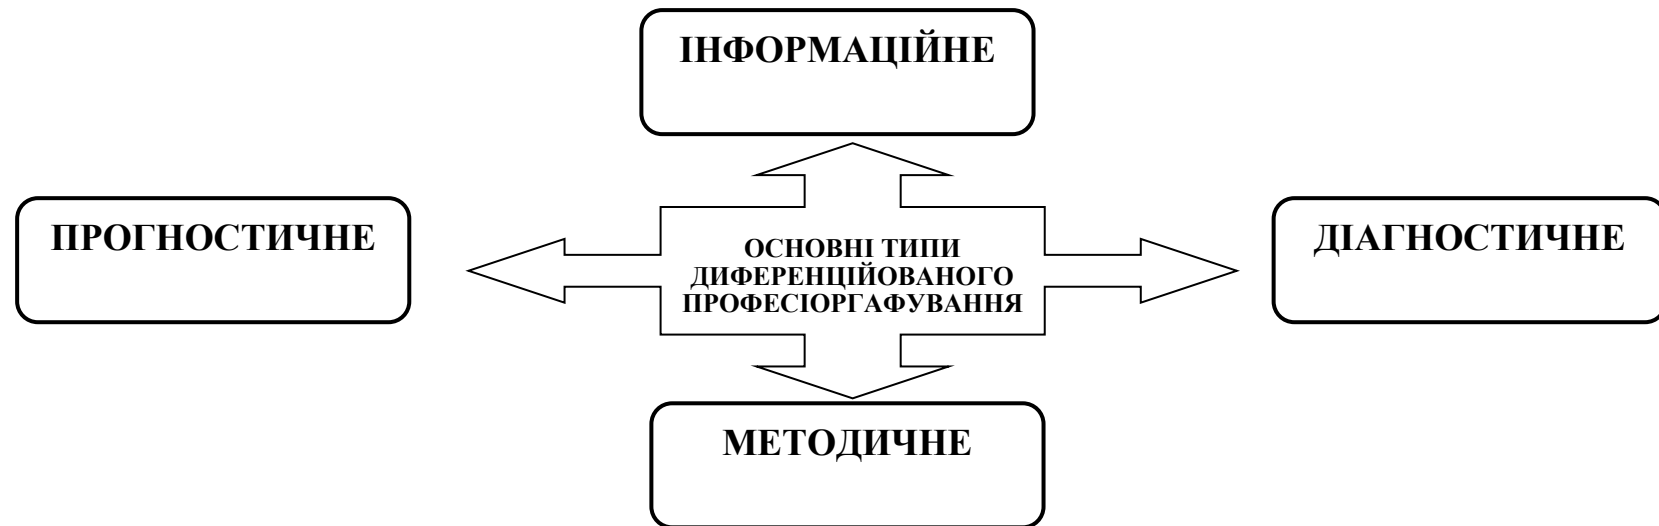 ІНФОРМАЦІЙНЕ
ПРОГНОСТИЧНЕ
ОСНОВНІ ТИПИ
ДИФЕРЕНЦІЙОВАНОГО
ПРОФЕСІОРГАФУВАННЯ
ДІАГНОСТИЧНЕ
МЕТОДИЧНЕ